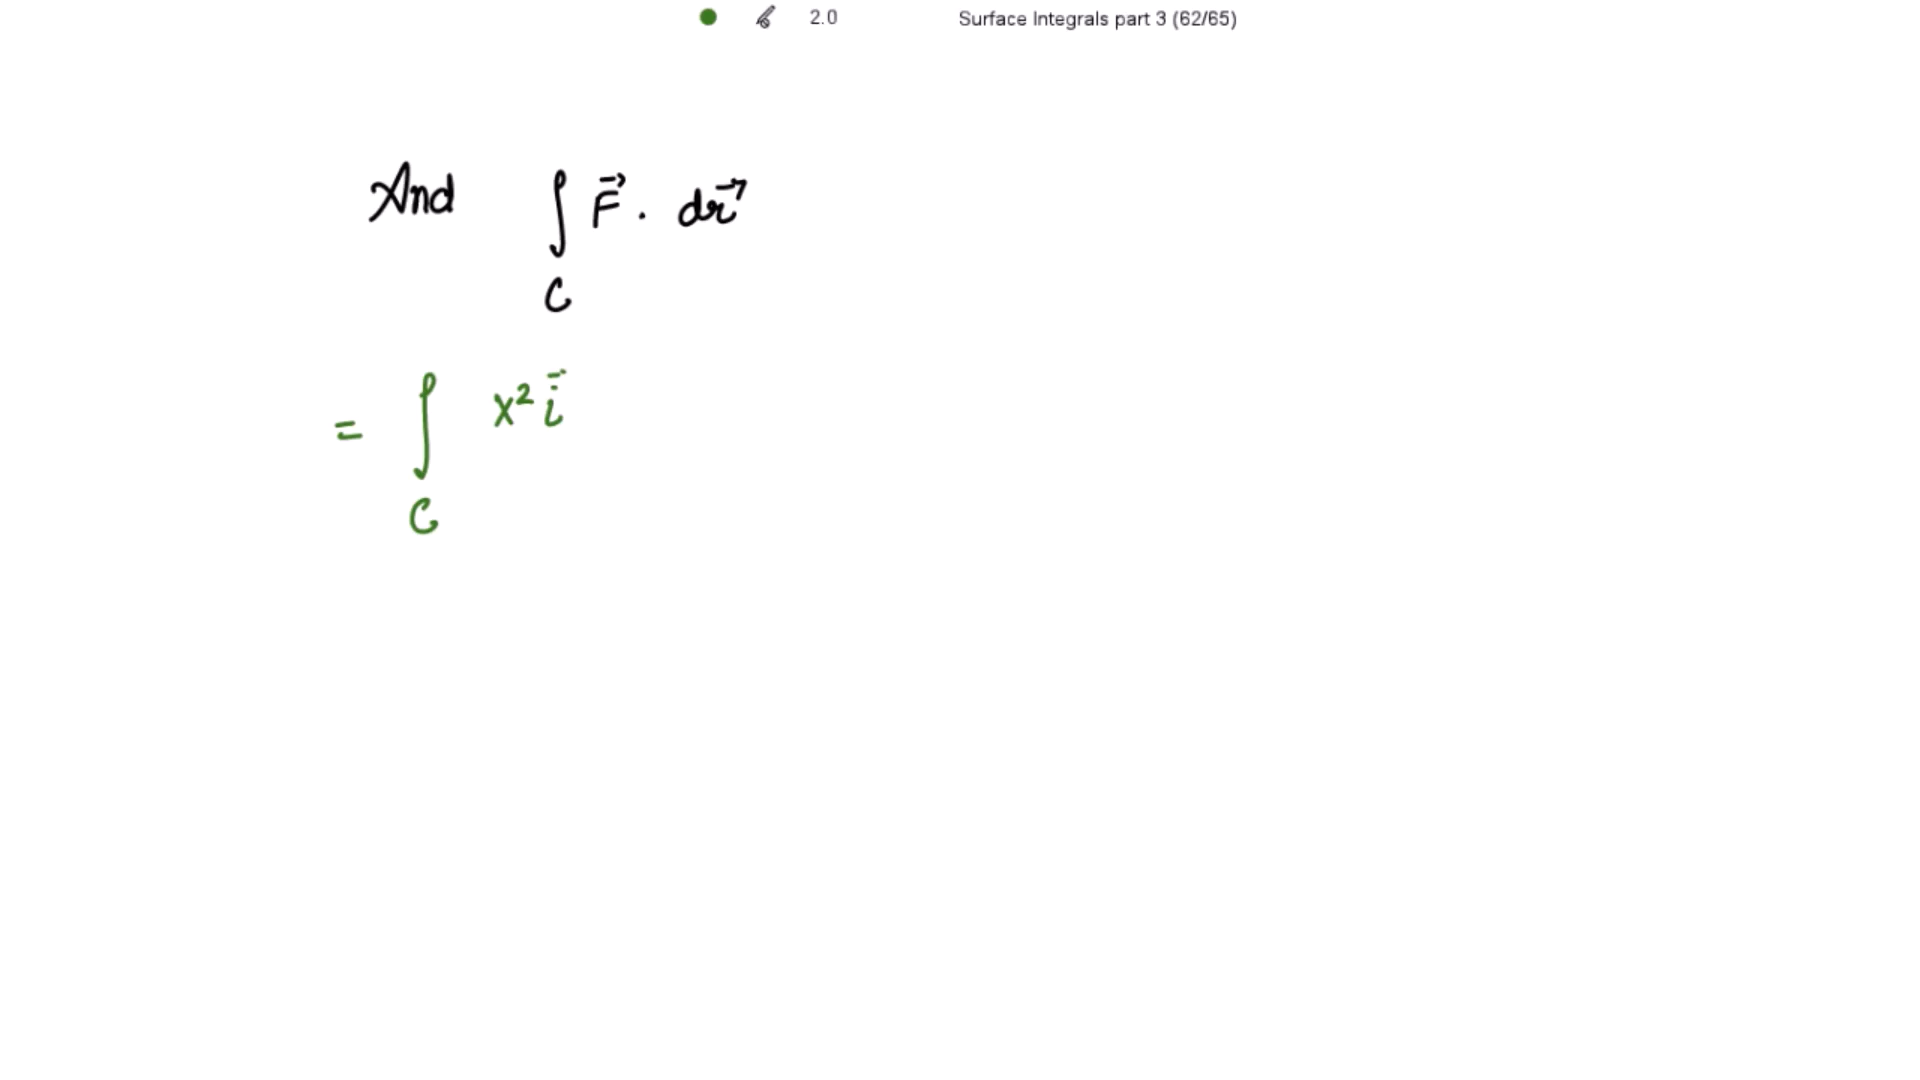 2.0 Surface Integrals part 3 (62/65)
And ∫ F⃗ . dr⃗
C
= ∫ x² i⃗
C